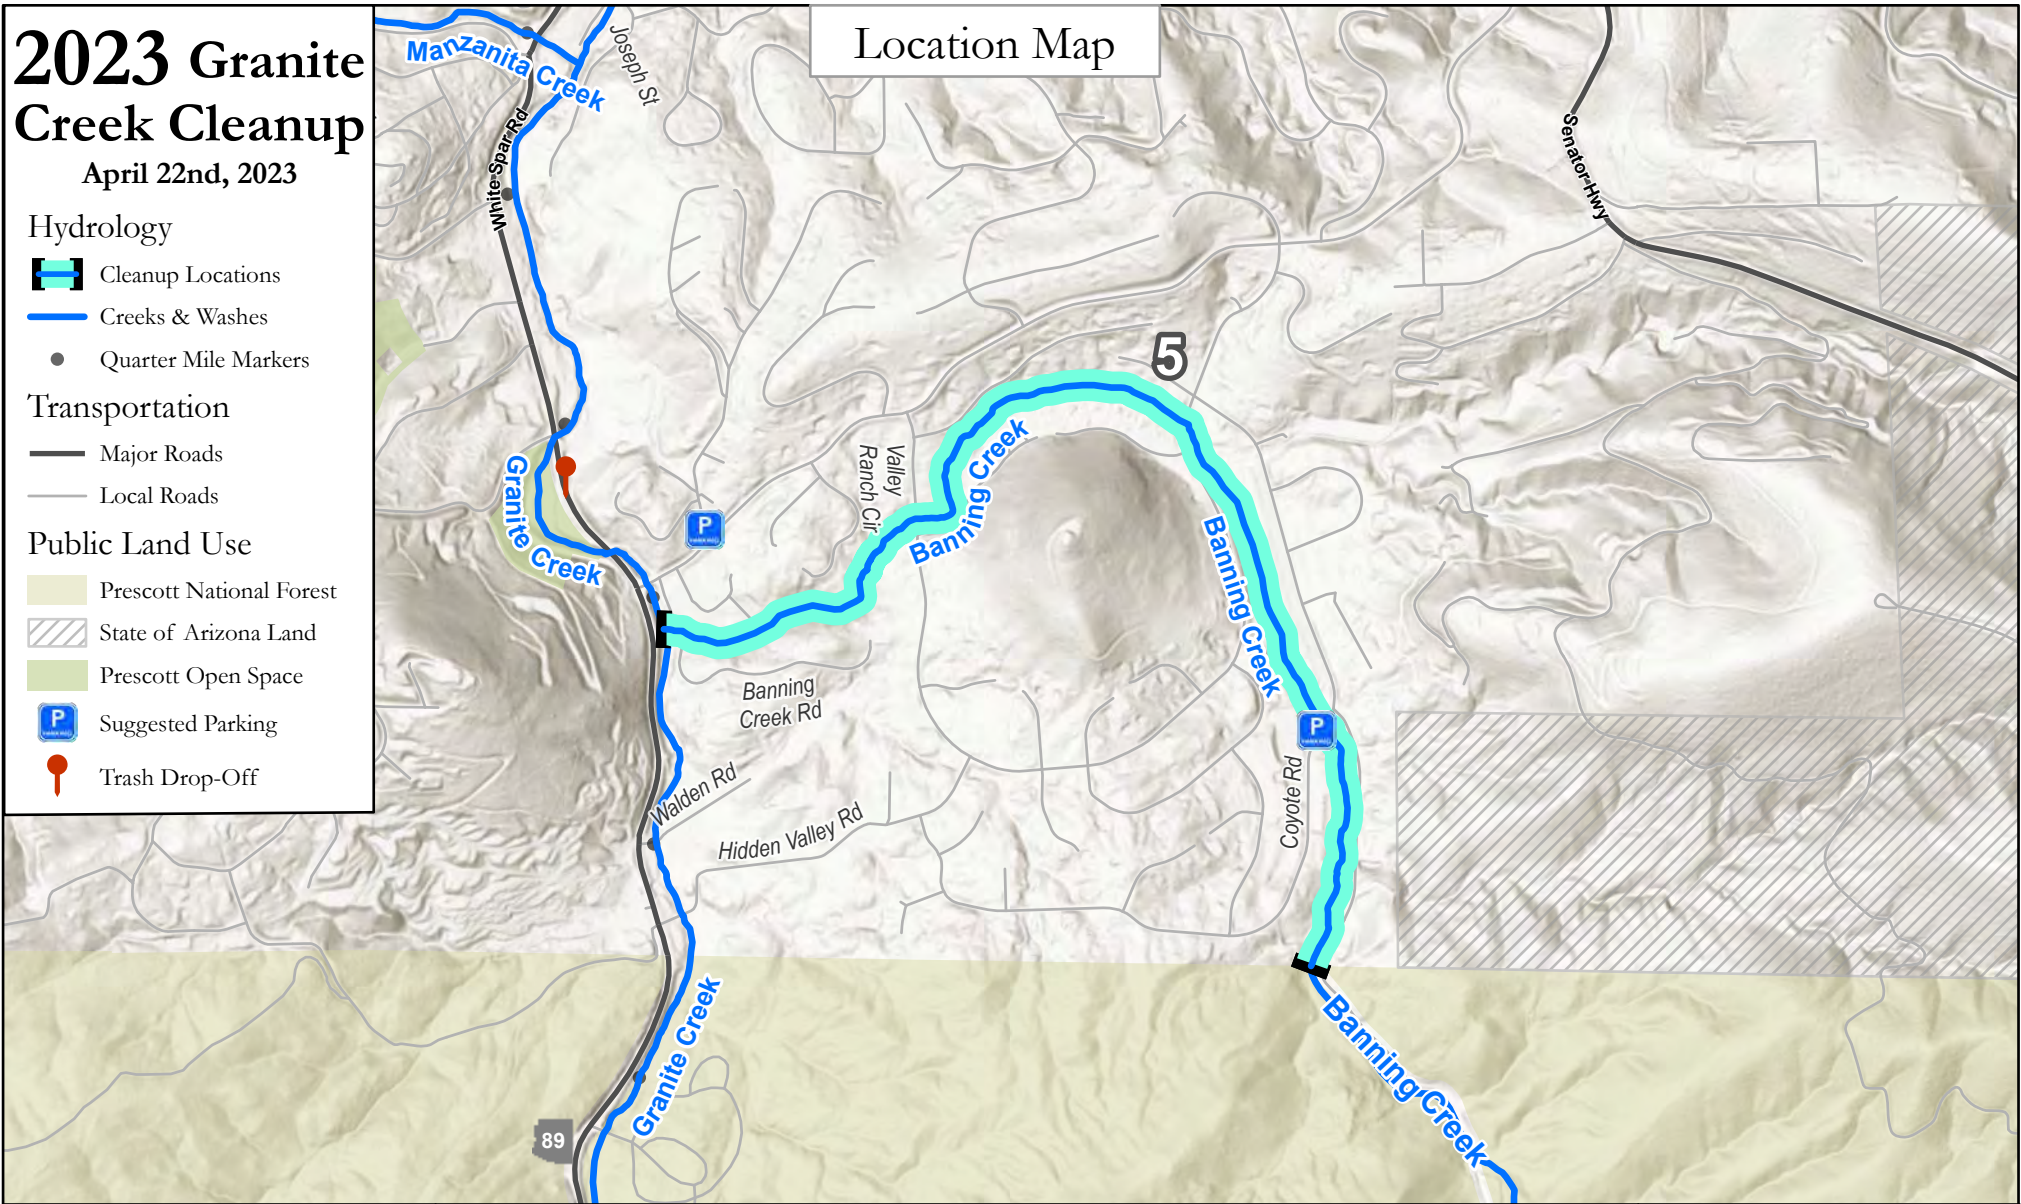 2023 Granite
Creek Cleanup
April 22nd, 2023
Hydrology
Cleanup Locations
Creeks & Washes
Quarter Mile Markers
Transportation
Major Roads
Local Roads
Public Land Use
Prescott National Forest
State of Arizona Land
Prescott Open Space
P
Suggested Parking
Trash Drop-Off
Location Map
Manzanita Creek
Joseph St
White Spar Rd
Senator Hwy
5
Granite Creek
P
Valley
Ranch Cir
Banning Creek
Banning Creek
Banning
Creek Rd
P
Walden Rd
Hidden Valley Rd
Coyote Rd
Granite Creek
Banning Creek
89